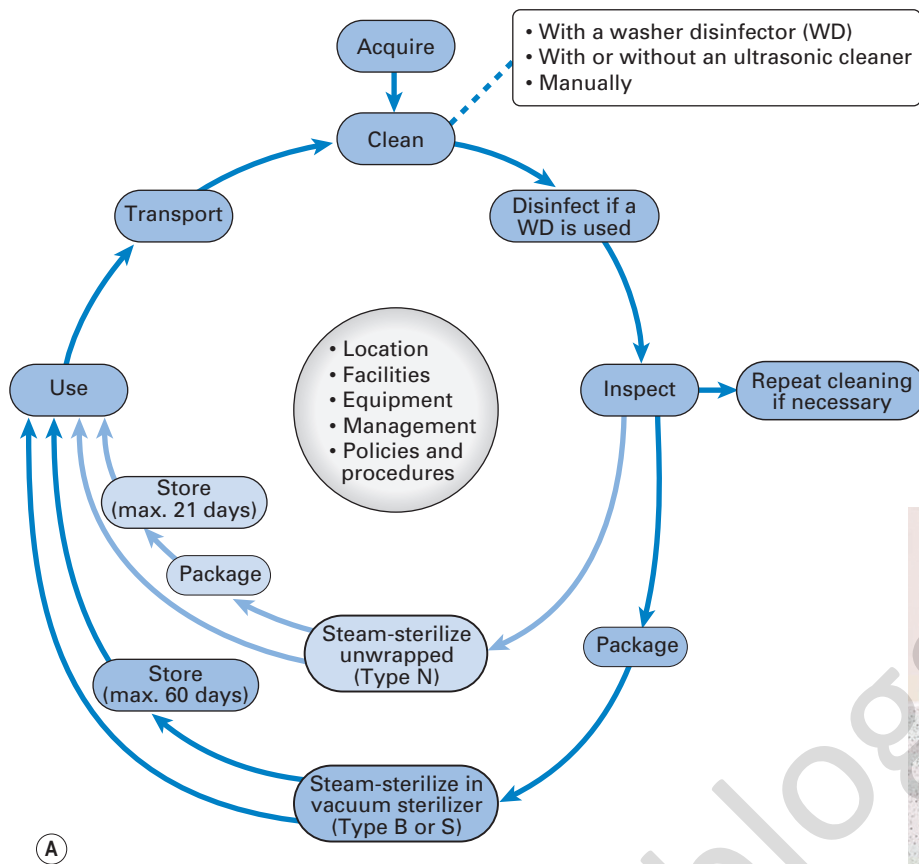 Acquire
• With a washer disinfector (WD)
• With or without an ultrasonic cleaner
• Manually
Clean
Transport
Disinfect if a
WD is used
• Location
• Facilities
• Equipment
• Management
• Policies and
procedures
Use
Inspect
Repeat cleaning
if necessary
Store
(max. 21 days)
Package
Steam-sterilize
unwrapped
(Type N)
Package
Store
(max. 60 days)
Steam-sterilize in
vacuum sterilizer
(Type B or S)
A